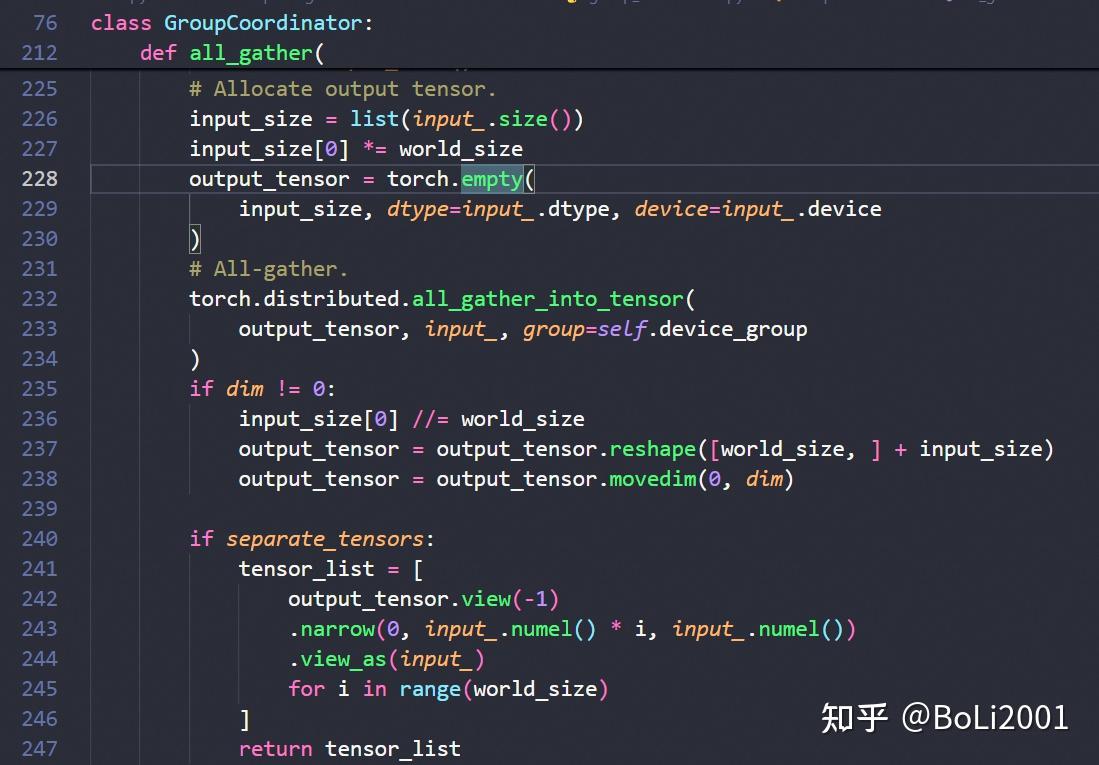 76 class GroupCoordinator:
212     def all_gather(
225         # Allocate output tensor.
226         input_size = list(input_.size())
227         input_size[0] *= world_size
228         output_tensor = torch.empty(
229             input_size, dtype=input_.dtype, device=input_.device
230         )
231         # All-gather.
232         torch.distributed.all_gather_into_tensor(
233             output_tensor, input_, group=self.device_group
234         )
235         if dim != 0:
236             input_size[0] //= world_size
237             output_tensor = output_tensor.reshape([world_size, ] + input_size)
238             output_tensor = output_tensor.movedim(0, dim)
239
240         if separate_tensors:
241             tensor_list = [
242                 output_tensor.view(-1)
243                 .narrow(0, input_.numel() * i, input_.numel())
244                 .view_as(input_)
245                 for i in range(world_size)
246             ]
247             return tensor_list
知乎 @BoLi2001